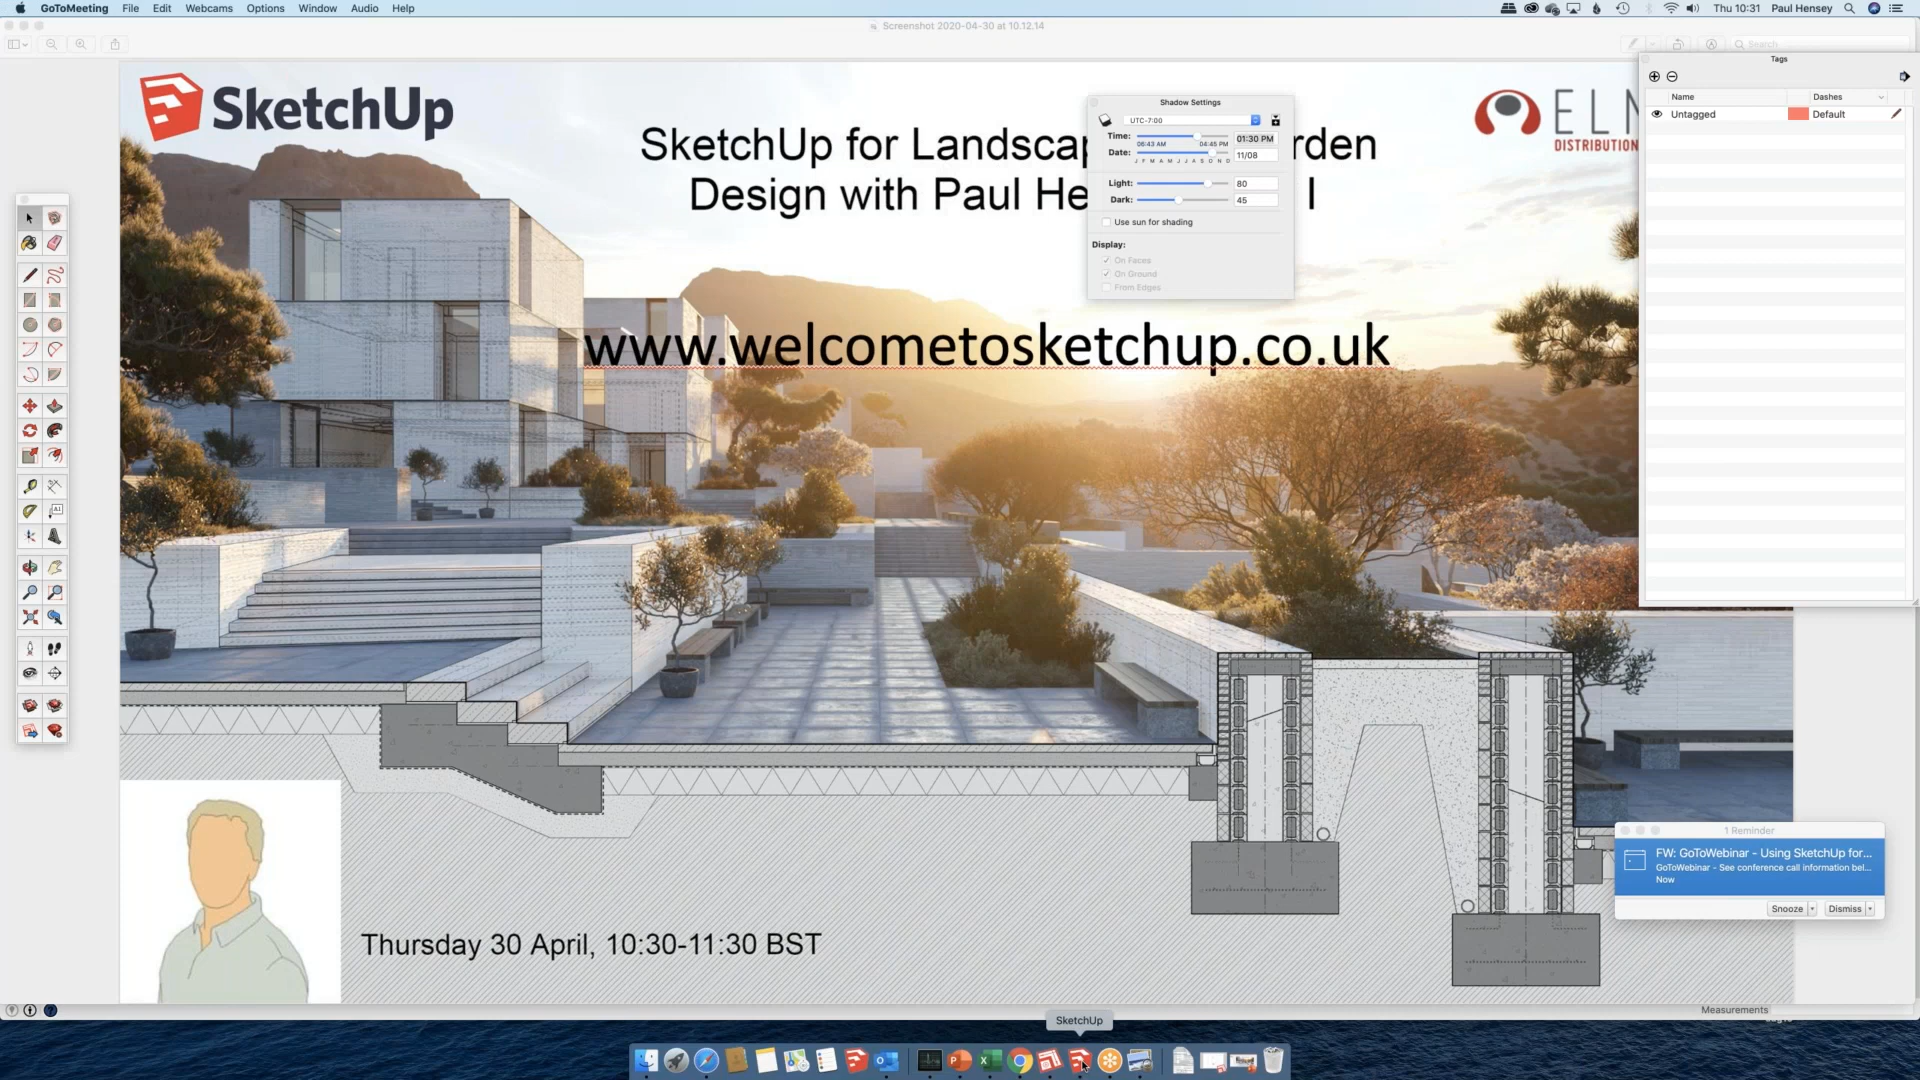 GoToMeeting File Edit Webcams Options Window Audio Help
Thu 10:31 Paul Hensey
Screenshot 2020-04-30 at 10.12.14
Search
Tags
Name Dashes
Untagged Default
SketchUp
ELM
DISTRIBUTION
SketchUp for Landsca rden
Design with Paul He l
www.welcometosketchup.co.uk
Shadow Settings
UTC-7:00
Time: 01:30 PM
06:43 AM 04:45 PM
Date: 11/08
J F M A M J J A S O N D
Light: 80
Dark: 45
Use sun for shading
Display:
On Faces
On Ground
From Edges
1 Reminder
FW: GoToWebinar - Using SketchUp for...
GoToWebinar - See conference call information bel...
Now
Snooze Dismiss
Thursday 30 April, 10:30-11:30 BST
Measurements
SketchUp